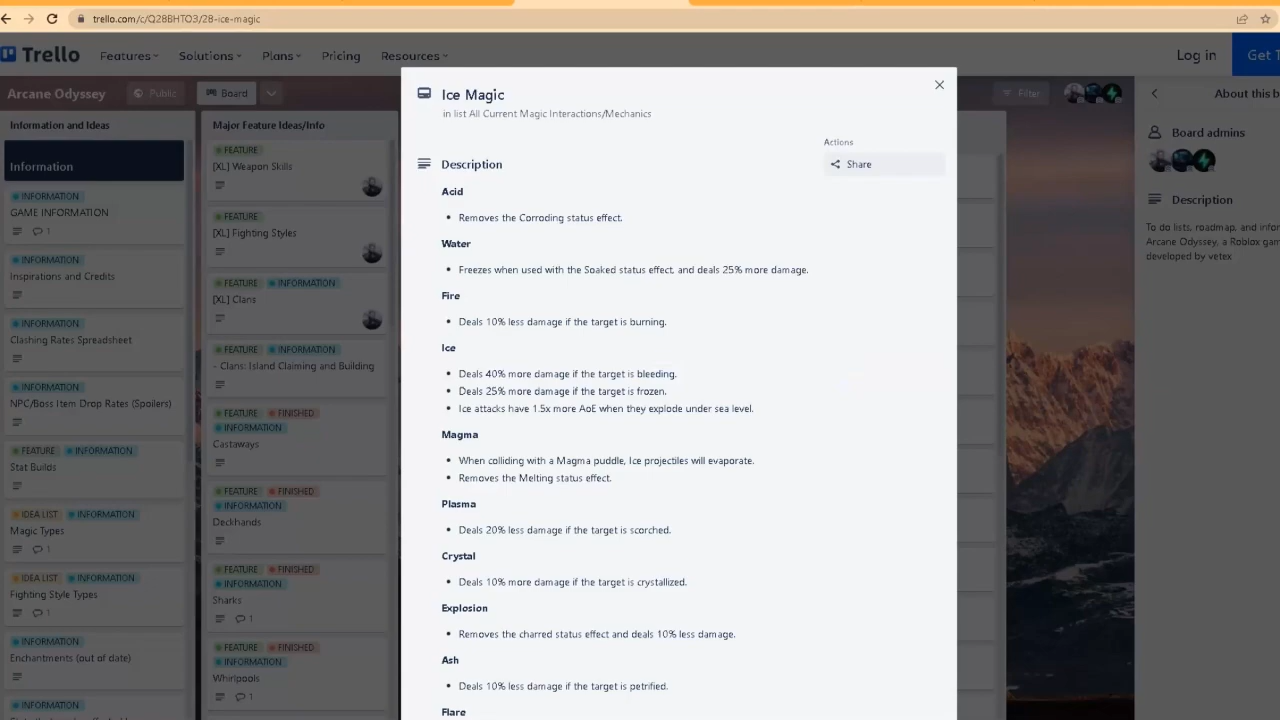 trello.com/c/Q2BBHTO3/28-ice-magic
Trello
Features
Solutions
Plans
Pricing
Resources
Log in
Get T
Arcane Odyssey
Public
Board
Filter
About this b
Information and Ideas
Information
INFORMATION
GAME INFORMATION
1
INFORMATION
Inspirations and Credits
INFORMATION
Clashing Rates Spreadsheet
INFORMATION
NPC/Boss Item Drop Rates (Spoilers)
FEATURE INFORMATION
Stat Builds
IDEA LIST INFORMATION
Magic Types
1
IDEA LIST INFORMATION
Fighting Style Types
1
INFORMATION
Enchantments (out of date)
INFORMATION
Major Feature Ideas/Info
FEATURE
[XL] Weapon Skills
FEATURE
[XL] Fighting Styles
FEATURE INFORMATION
[XL] Clans
FEATURE INFORMATION
- Clans: Island Claiming and Building
FEATURE FINISHED
INFORMATION
Castaways
FEATURE FINISHED
INFORMATION
Deckhands
FEATURE FINISHED
INFORMATION
Sharks
1
FEATURE FINISHED
INFORMATION
Whirlpools
1
Ice Magic
in list All Current Magic Interactions/Mechanics
Actions
Share
Description
Acid
• Removes the Corroding status effect.
Water
• Freezes when used with the Soaked status effect, and deals 25% more damage.
Fire
• Deals 10% less damage if the target is burning.
Ice
• Deals 40% more damage if the target is bleeding.
• Deals 25% more damage if the target is frozen.
• Ice attacks have 1.5x more AoE when they explode under sea level.
Magma
• When colliding with a Magma puddle, Ice projectiles will evaporate.
• Removes the Melting status effect.
Plasma
• Deals 20% less damage if the target is scorched.
Crystal
• Deals 10% more damage if the target is crystallized.
Explosion
• Removes the charred status effect and deals 10% less damage.
Ash
• Deals 10% less damage if the target is petrified.
Flare
Board admins
Description
To do lists, roadmap, and infor
Arcane Odyssey, a Roblox gam
developed by vetex